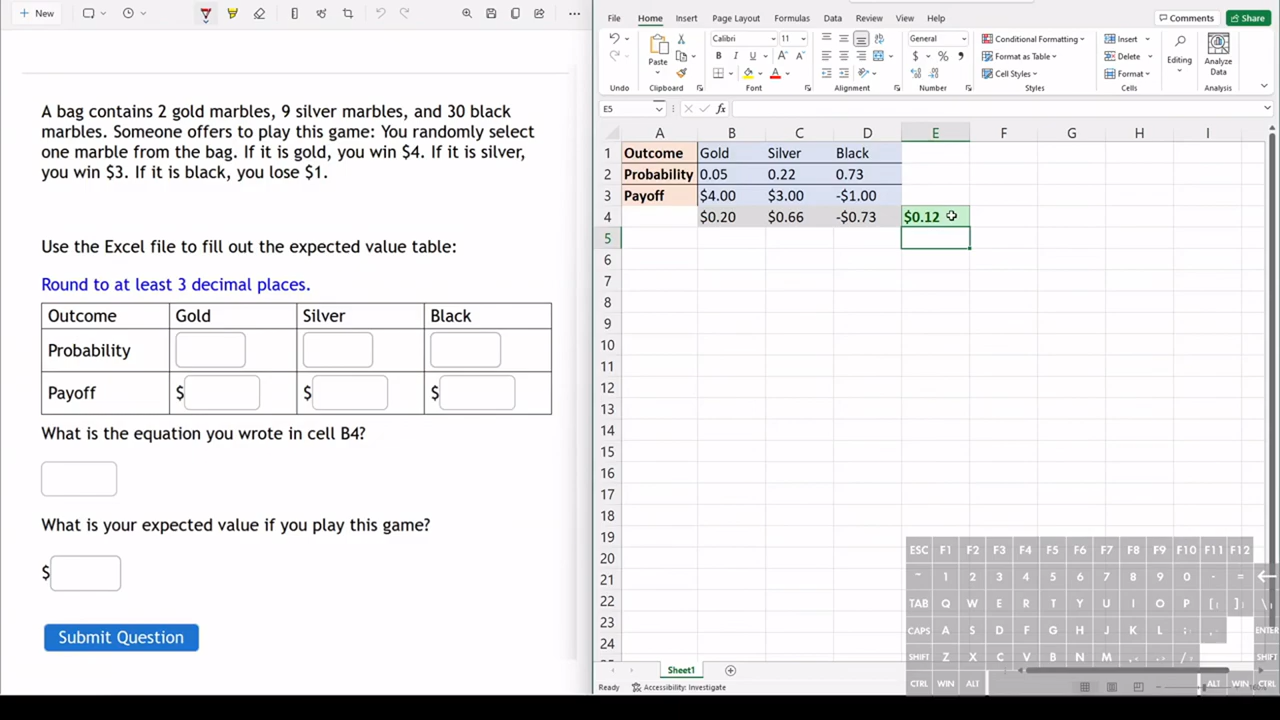 New
A bag contains 2 gold marbles, 9 silver marbles, and 30 black
marbles. Someone offers to play this game: You randomly select
one marble from the bag. If it is gold, you win $4. If it is silver,
you win $3. If it is black, you lose $1.
Use the Excel file to fill out the expected value table:
Round to at least 3 decimal places.
Outcome Gold Silver Black
Probability
Payoff $ $ $
What is the equation you wrote in cell B4?
What is your expected value if you play this game?
$
Submit Question
File Home Insert Page Layout Formulas Data Review View Help Comments Share
Paste
Calibri 11
B I U
General
$ % 9
Conditional Formatting
Format as Table
Cell Styles
Insert
Delete
Format
Editing
Analyze
Data
Undo Clipboard Font Alignment Number Styles Cells Analysis
E5 fx
A B C D E F G H I
1 Outcome Gold Silver Black
2 Probability 0.05 0.22 0.73
3 Payoff $4.00 $3.00 -$1.00
4 $0.20 $0.66 -$0.73 $0.12
5
6
7
8
9
10
11
12
13
14
15
16
17
18
19
20
21
22
23
24
Sheet1
Ready Accessibility: Investigate
ESC F1 F2 F3 F4 F5 F6 F7 F8 F9 F10 F11 F12
~ 1 2 3 4 5 6 7 8 9 0 - =
TAB Q W E R T Y U I O P [ ] \
CAPS A S D F G H J K L ; ENTER
SHIFT Z X C V B N M , . / SHIFT
CTRL WIN ALT ALT WIN CTRL